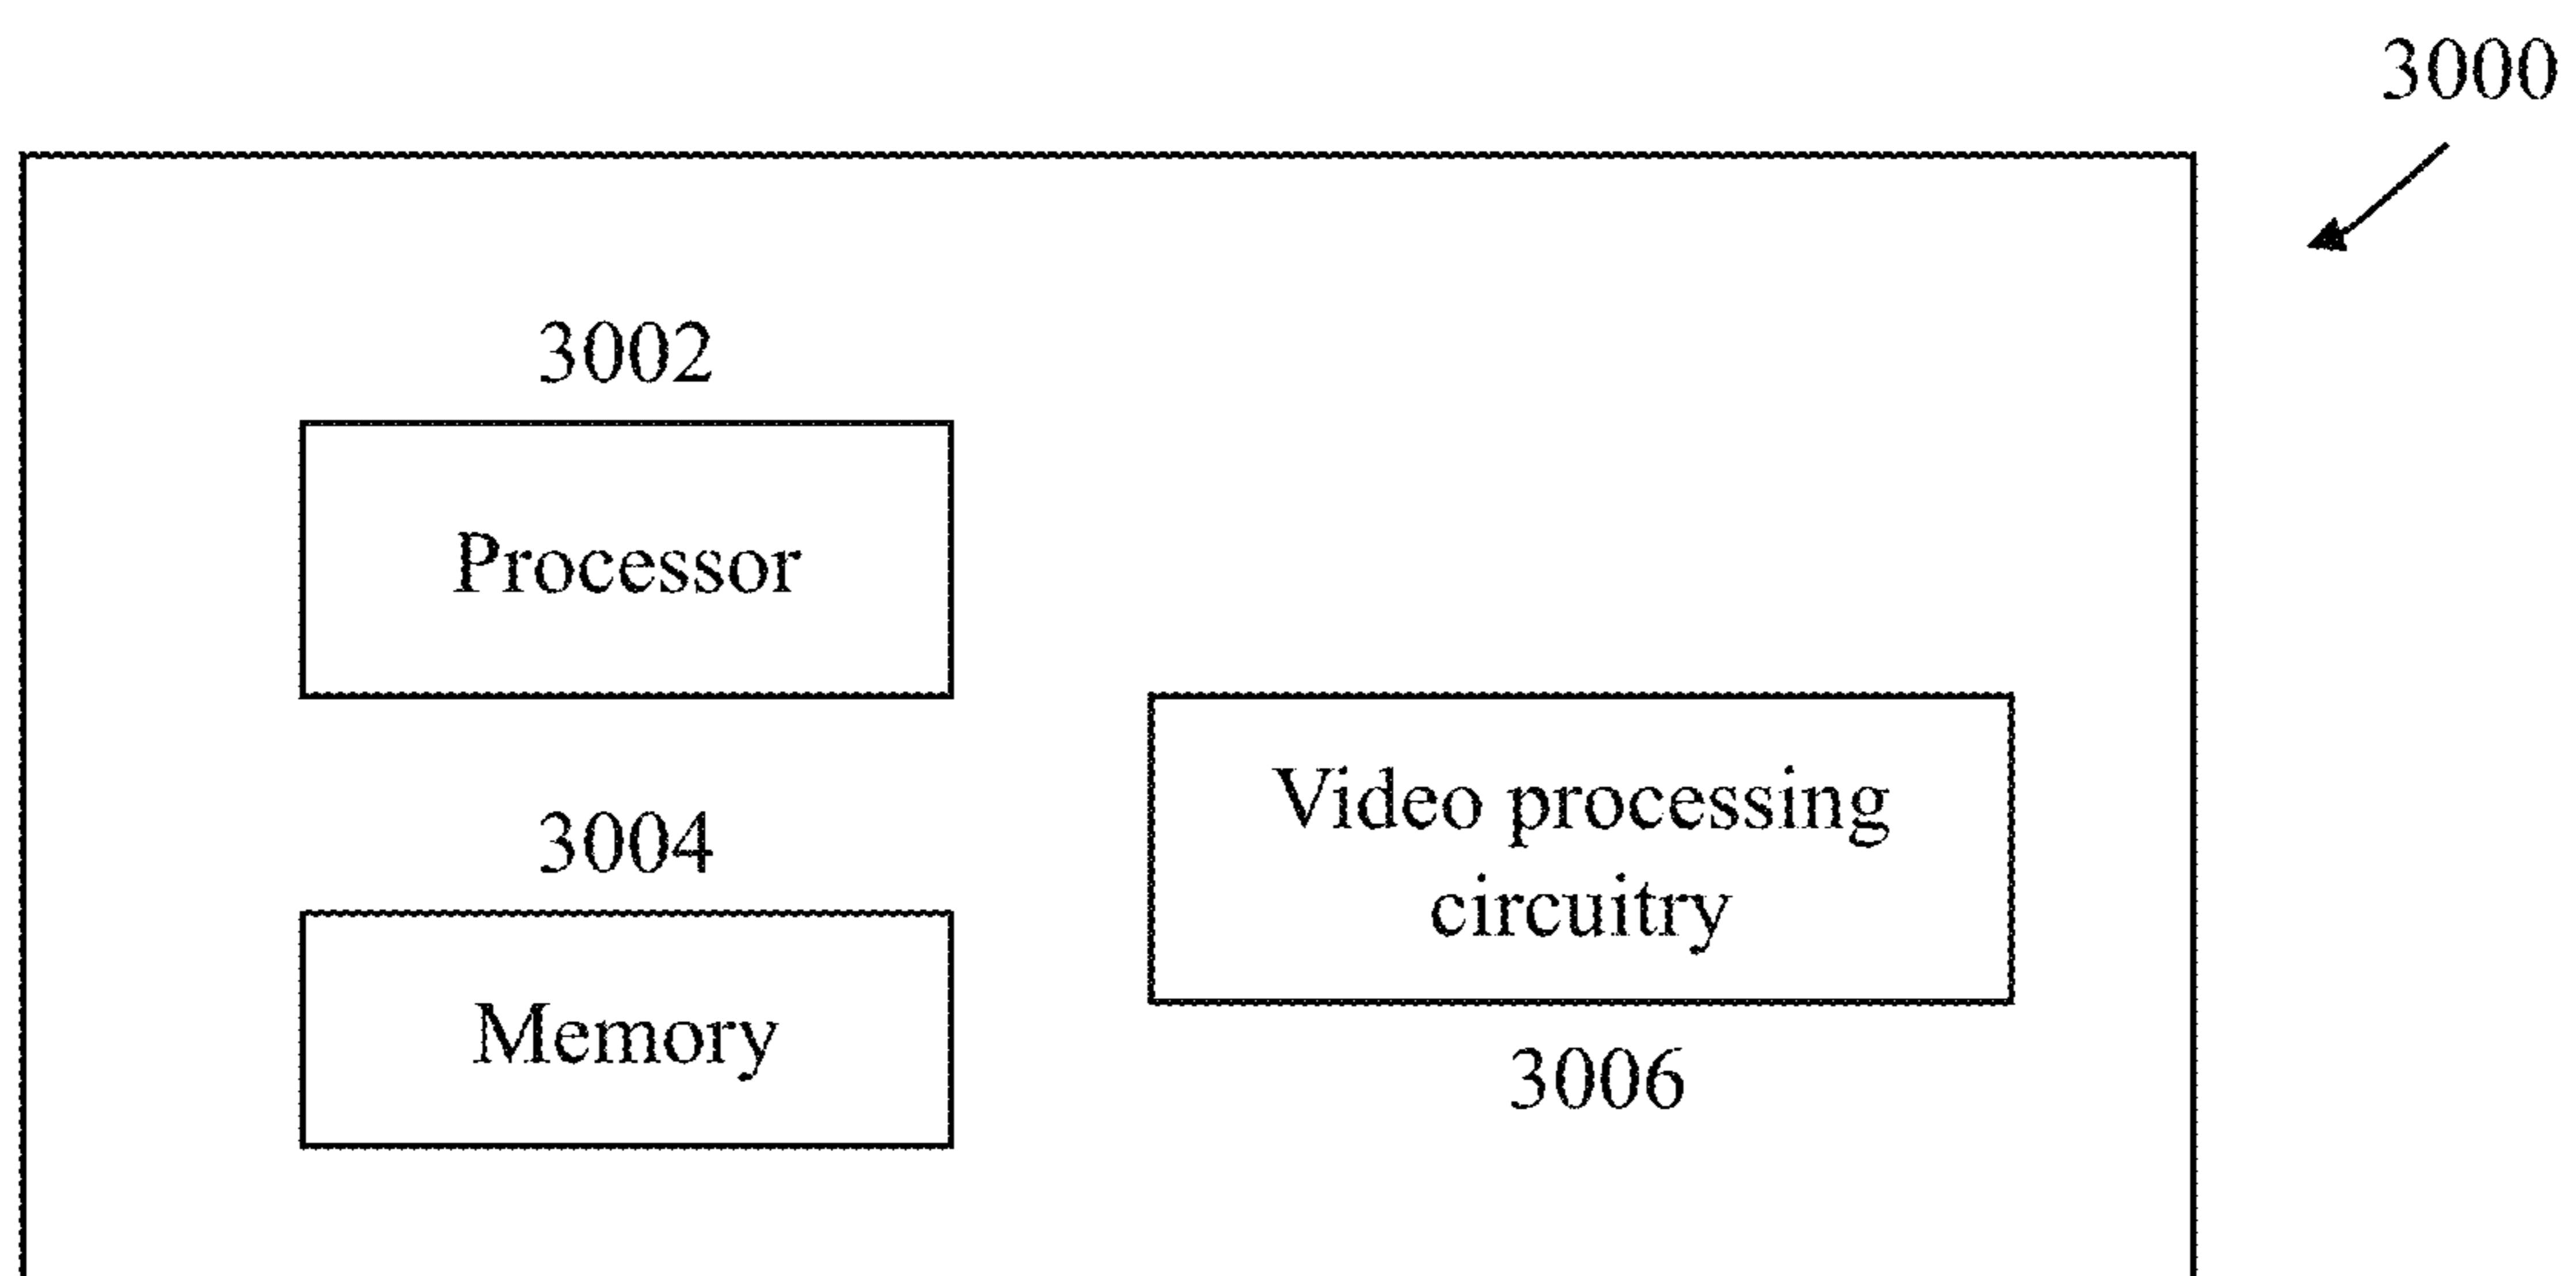 3000
3002
Processor
3004
Memory
Video processing
circuitry
3006